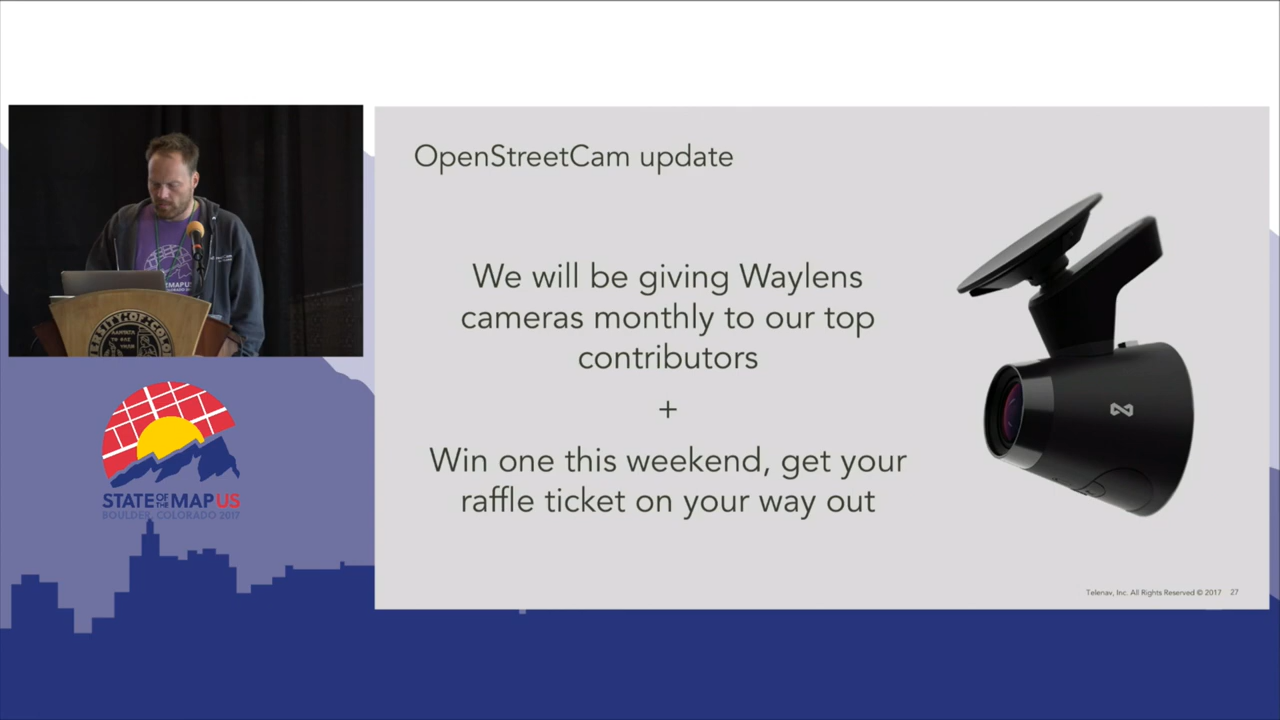 OpenStreetCam update
We will be giving Waylens
cameras monthly to our top
contributors
+
Win one this weekend, get your
raffle ticket on your way out
Telenav, Inc. All Rights Reserved © 2017 27
STATE OF THE MAP US
BOULDER, COLORADO 2017